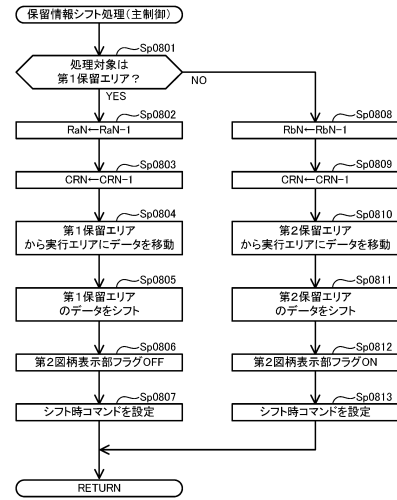 保留情報シフト処理(主制御)
Sp0801
処理対象は
第1保留エリア?
NO
YES
Sp0802
RaN←RaN-1
Sp0803
CRN←CRN-1
Sp0804
第1保留エリア
から実行エリアにデータを移動
Sp0805
第1保留エリア
のデータをシフト
Sp0806
第2図柄表示部フラグOFF
Sp0807
シフト時コマンドを設定
Sp0808
RbN←RbN-1
Sp0809
CRN←CRN-1
Sp0810
第2保留エリア
から実行エリアにデータを移動
Sp0811
第2保留エリア
のデータをシフト
Sp0812
第2図柄表示部フラグON
Sp0813
シフト時コマンドを設定
RETURN